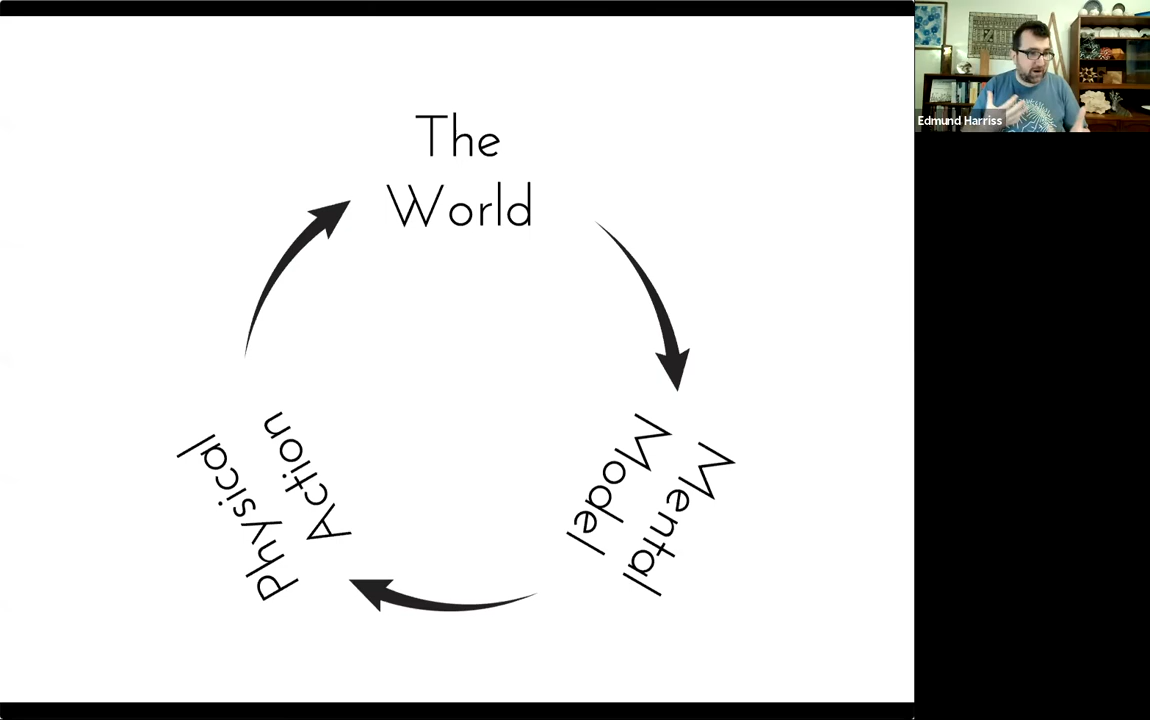 The
World
Mental
Model
Physical
Action
Edmund Harriss